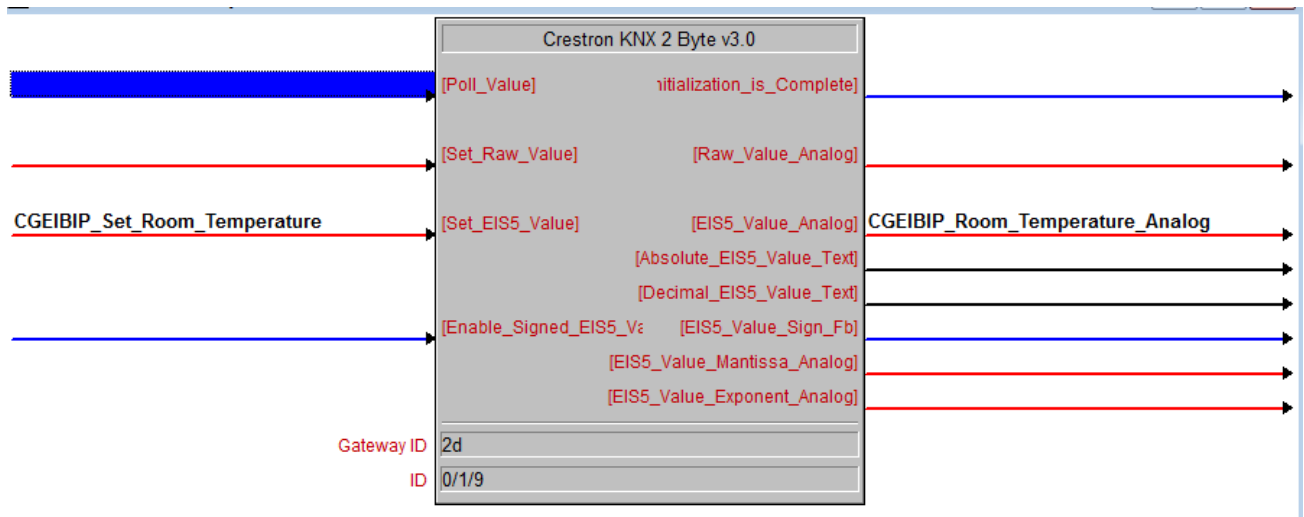 Crestron KNX 2 Byte v3.0
[Poll_Value] nitialization_is_Complete]
[Set_Raw_Value] [Raw_Value_Analog]
CGEIBIP_Set_Room_Temperature [Set_EIS5_Value] [EIS5_Value_Analog] CGEIBIP_Room_Temperature_Analog
[Absolute_EIS5_Value_Text]
[Decimal_EIS5_Value_Text]
[Enable_Signed_EIS5_Va [EIS5_Value_Sign_Fb]
[EIS5_Value_Mantissa_Analog]
[EIS5_Value_Exponent_Analog]
Gateway ID 2d
ID 0/1/9